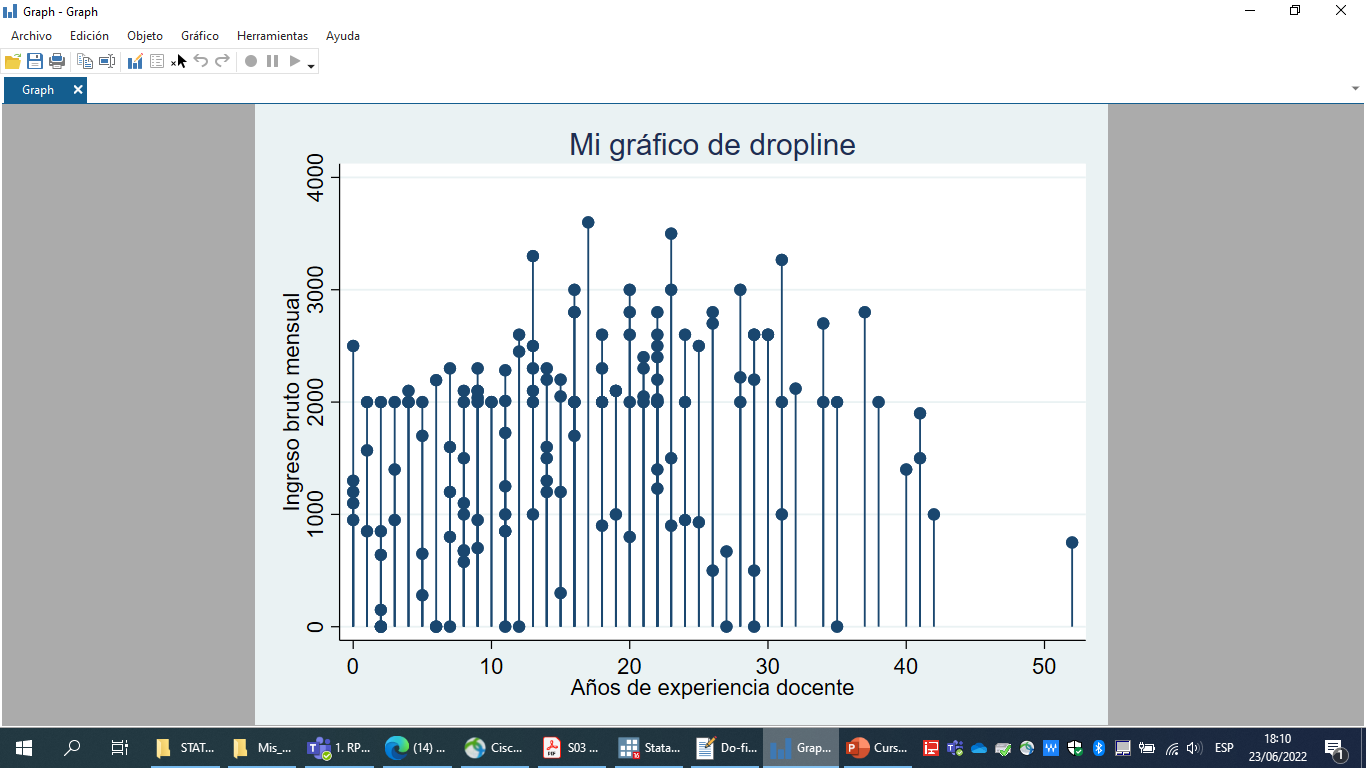 Graph - Graph
Archivo Edición Objeto Gráfico Herramientas Ayuda
Graph
Mi gráfico de dropline
Ingreso bruto mensual
4000
3000
2000
1000
0
0 10 20 30 40 50
Años de experiencia docente
STAT... Mis_... 1. RP... (14) ... Cisc... S03 ... Stata... Do-fi... Grap... Curs... ESP
18:10
23/06/2022
1